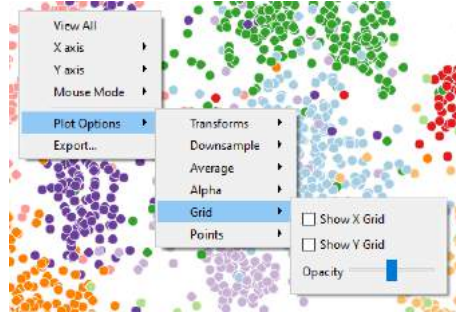 View All
X axis
Y axis
Mouse Mode
Plot Options
Export...
Transforms
Downsample
Average
Alpha
Grid
Points
Show X Grid
Show Y Grid
Opacity